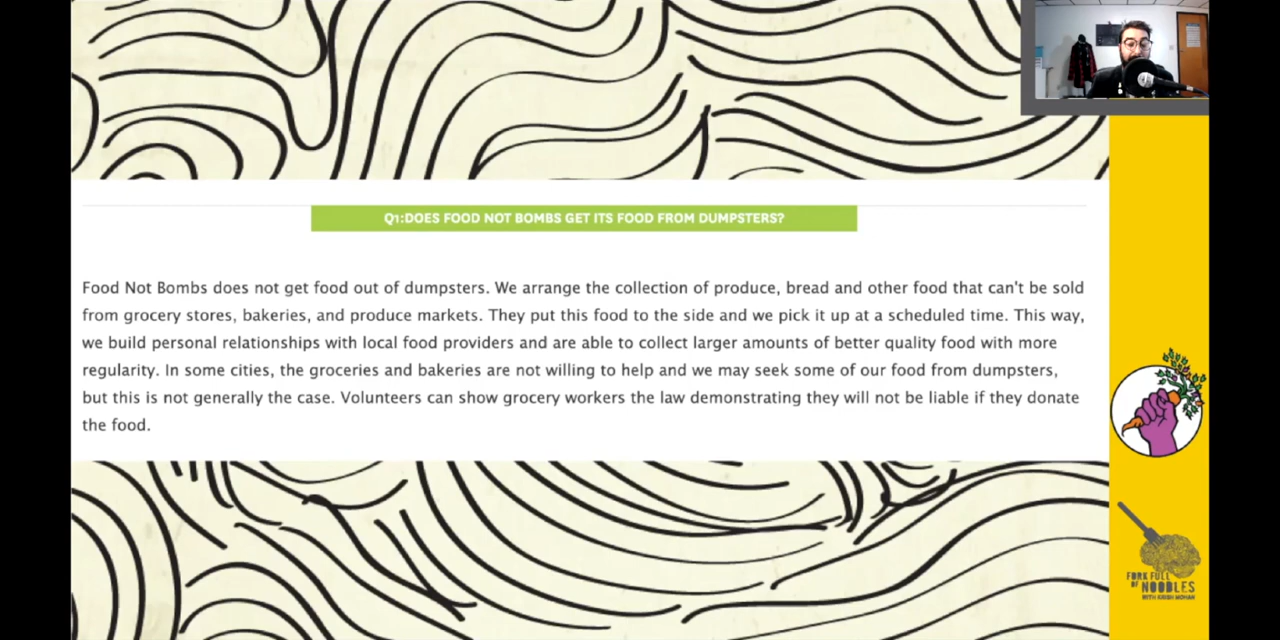 Q1:DOES FOOD NOT BOMBS GET ITS FOOD FROM DUMPSTERS?
Food Not Bombs does not get food out of dumpsters. We arrange the collection of produce, bread and other food that can't be sold
from grocery stores, bakeries, and produce markets. They put this food to the side and we pick it up at a scheduled time. This way,
we build personal relationships with local food providers and are able to collect larger amounts of better quality food with more
regularity. In some cities, the groceries and bakeries are not willing to help and we may seek some of our food from dumpsters,
but this is not generally the case. Volunteers can show grocery workers the law demonstrating they will not be liable if they donate
the food.
FORK FULL
OF NOODLES
WITH KRISH MOHAN